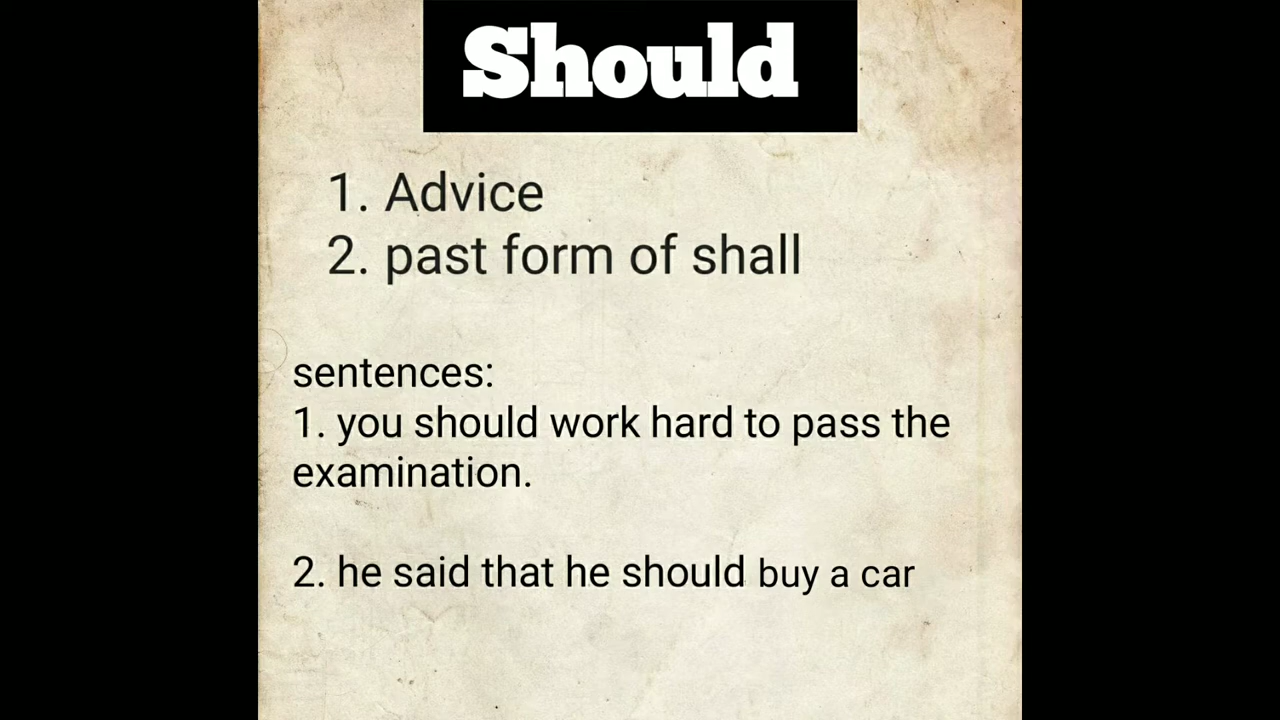 Should
1. Advice
2. past form of shall
sentences:
1. you should work hard to pass the
examination.
2. he said that he should buy a car